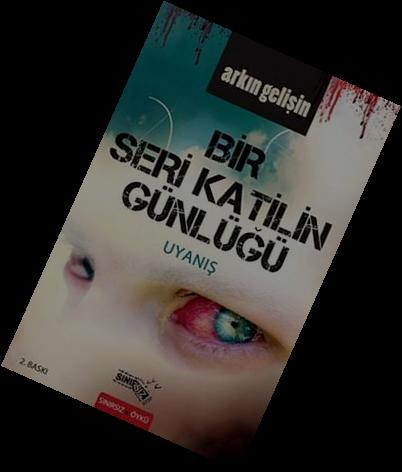 arkın gelişin
BİR
SERİ KATİLİN
GÜNLÜĞÜ
UYANIŞ
2. BASKI
SINIRSIZ ÖYKÜ